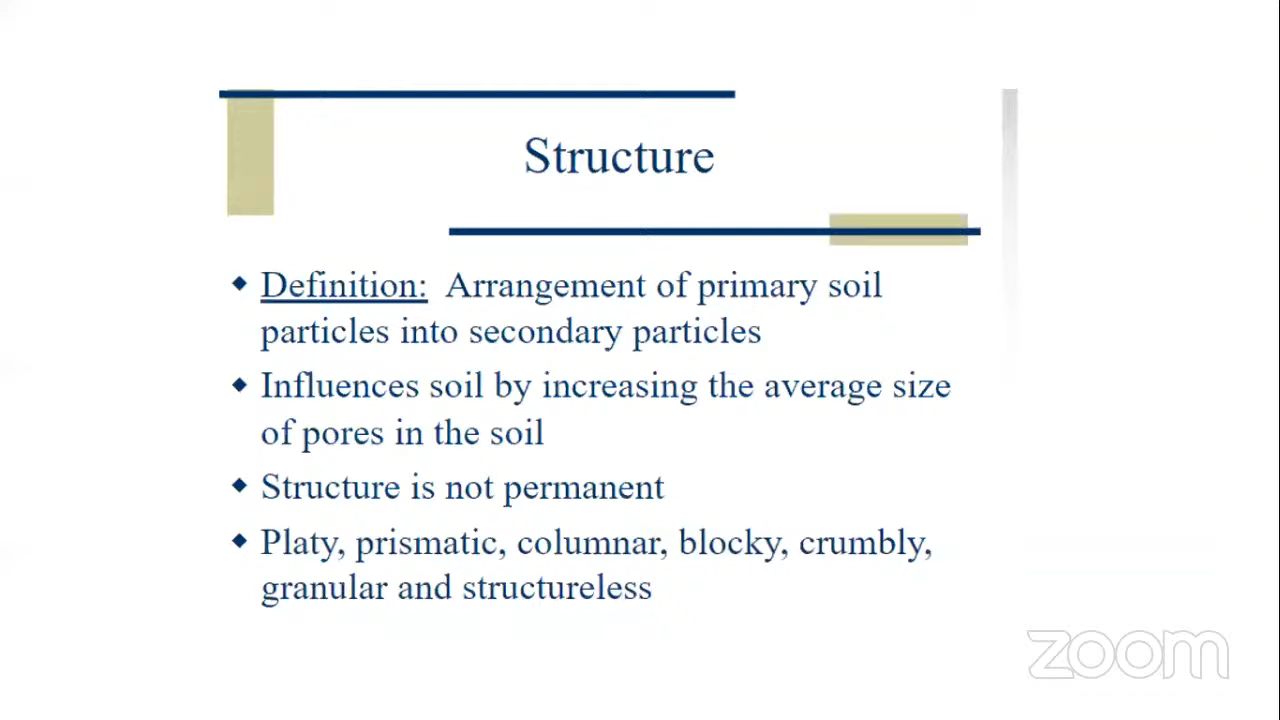 Structure
◆ Definition: Arrangement of primary soil
particles into secondary particles
◆ Influences soil by increasing the average size
of pores in the soil
◆ Structure is not permanent
◆ Platy, prismatic, columnar, blocky, crumbly,
granular and structureless
zoom